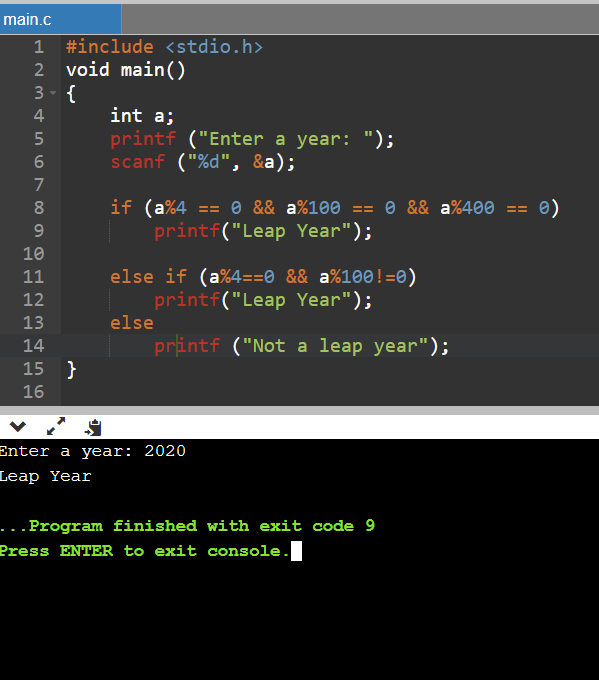 main.c
1 #include <stdio.h>
2 void main()
3 {
4 int a;
5 printf ("Enter a year: ");
6 scanf ("%d", &a);
7
8 if (a%4 == 0 && a%100 == 0 && a%400 == 0)
9 printf("Leap Year");
10
11 else if (a%4==0 && a%100!=0)
12 printf("Leap Year");
13 else
14 printf ("Not a leap year");
15 }
16
Enter a year: 2020
Leap Year
...Program finished with exit code 9
Press ENTER to exit console.